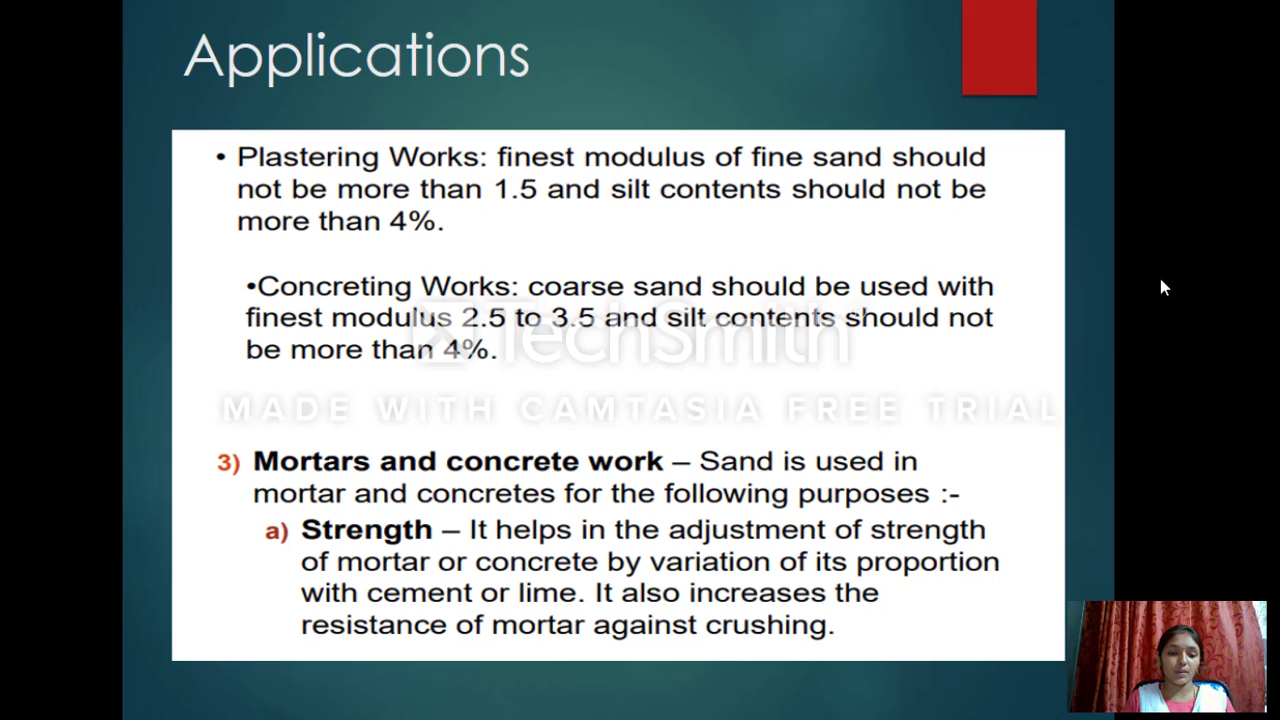 Applications
• Plastering Works: finest modulus of fine sand should
not be more than 1.5 and silt contents should not be
more than 4%.
•Concreting Works: coarse sand should be used with
finest modulus 2.5 to 3.5 and silt contents should not
be more than 4%.
TechSmith
MADE WITH CAMTASIA FREE TRIAL
3) Mortars and concrete work – Sand is used in
mortar and concretes for the following purposes :-
a) Strength – It helps in the adjustment of strength
of mortar or concrete by variation of its proportion
with cement or lime. It also increases the
resistance of mortar against crushing.